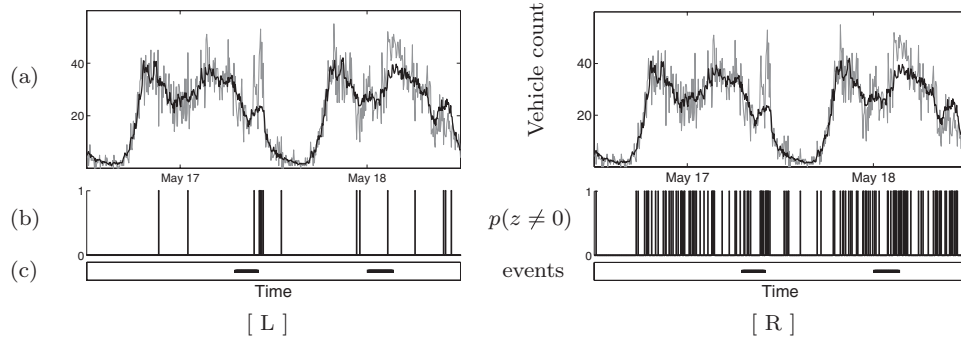 (a)
40
20
May 17
May 18
(b)
1
0
(c)
Time
[ L ]
Vehicle count
40
20
May 17
May 18
p(z ≠ 0)
1
0
events
Time
[ R ]